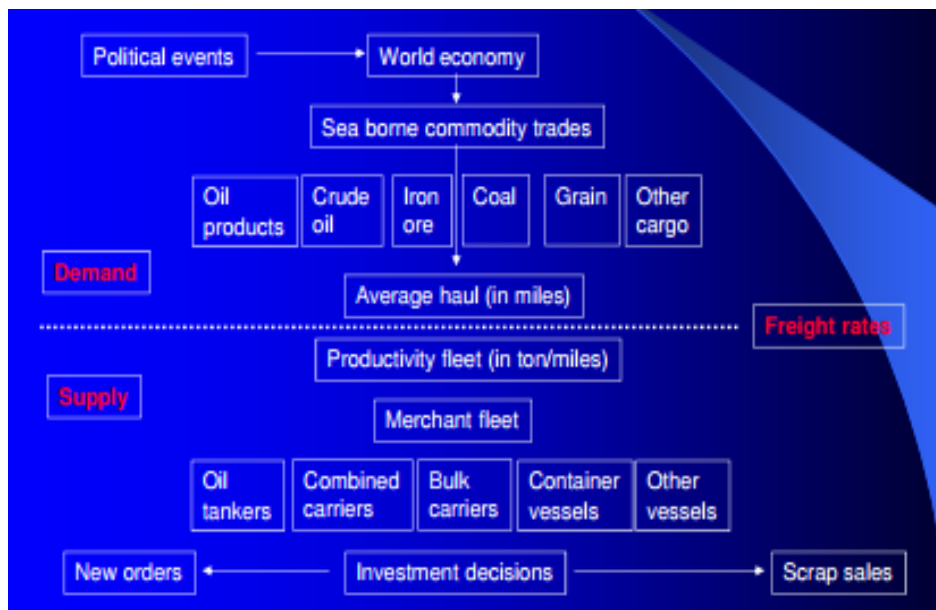 Political events
World economy
Sea borne commodity trades
Oil
products
Crude
oil
Iron
ore
Coal
Grain
Other
cargo
Demand
Average haul (in miles)
Freight rates
Productivity fleet (in ton/miles)
Supply
Merchant fleet
Oil
tankers
Combined
carriers
Bulk
carriers
Container
vessels
Other
vessels
New orders
Investment decisions
Scrap sales